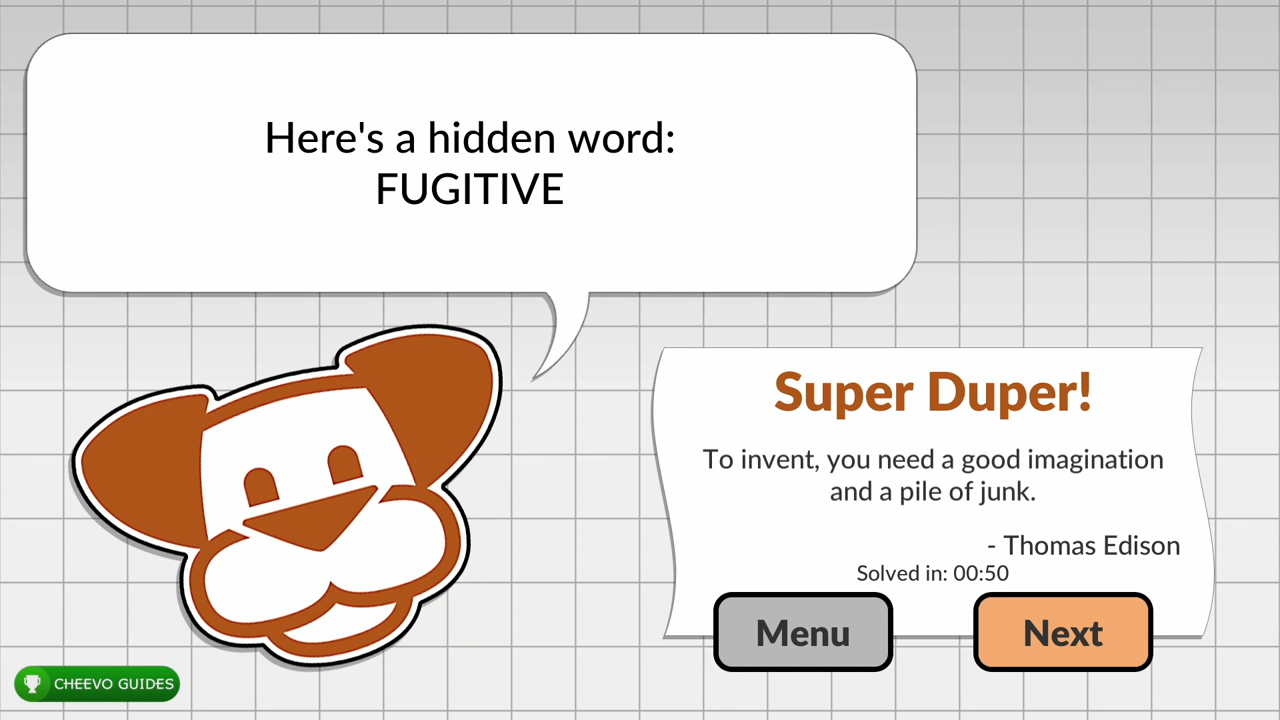 Here's a hidden word:
FUGITIVE
Super Duper!
To invent, you need a good imagination
and a pile of junk.
- Thomas Edison
Solved in: 00:50
Menu
Next
CHEEVO GUIDES